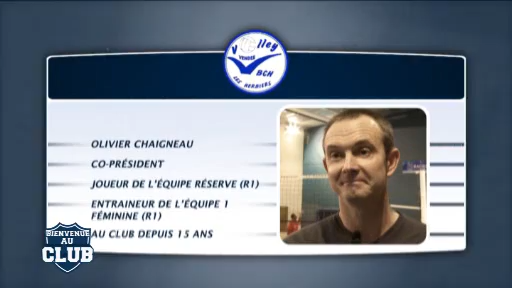 Volley
VENDÉE
BCH
LES HERBIERS
OLIVIER CHAIGNEAU
CO-PRÉSIDENT
JOUEUR DE L'ÉQUIPE RÉSERVE (R1)
ENTRAINEUR DE L'ÉQUIPE 1
FÉMININE (R1)
AU CLUB DEPUIS 15 ANS
BIENVENUE
AU
CLUB